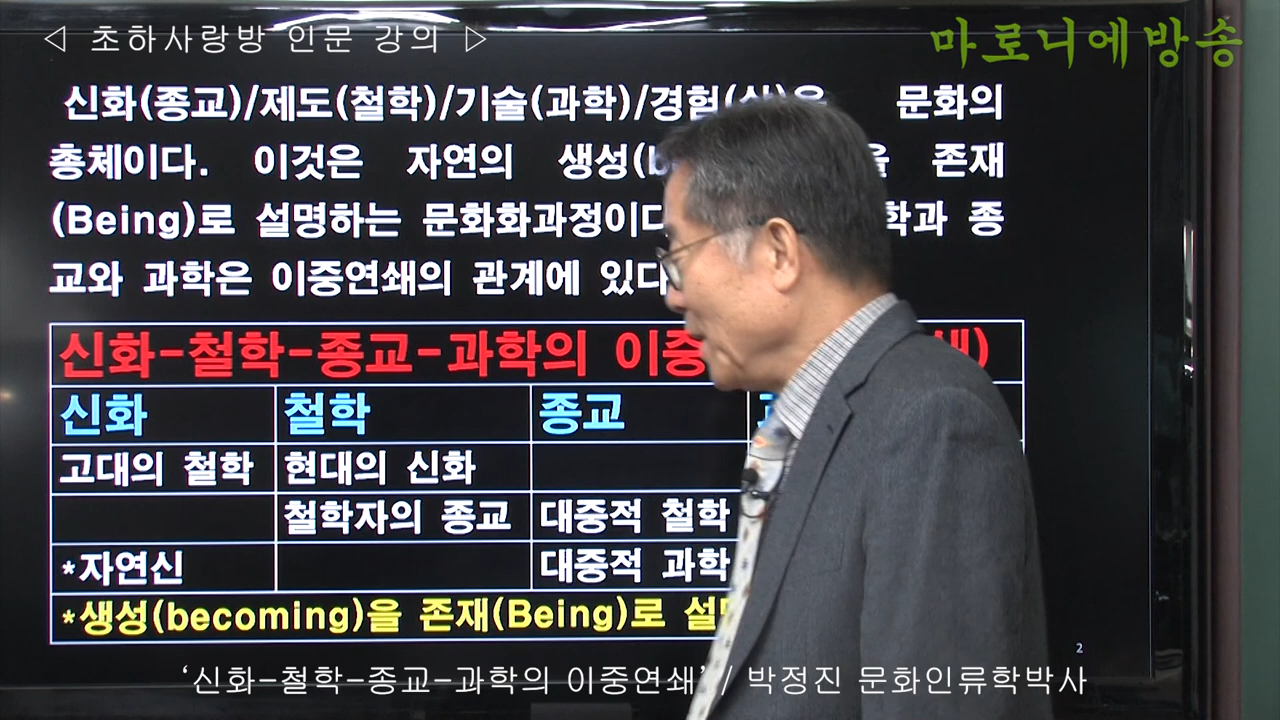 ◁ 초하사랑방 인문 강의 ▷
마로니에방송
신화(종교)/제도(철학)/기술(과학)/경험( 문화의
총체이다. 이것은 자연의 생성( 존재
(Being)로 설명하는 문화화과정이다 종
교와 과학은 이중연쇄의 관계에 있다
신화-철학-종교-과학의 이중
신화 철학 종교
고대의 철학 현대의 신화
철학자의 종교 대중적 철학
*자연신 대중적 과학
*생성(becoming)을 존재(Being)로
2
‘신화-철학-종교-과학의 이중연쇄’ / 박정진 문화인류학박사